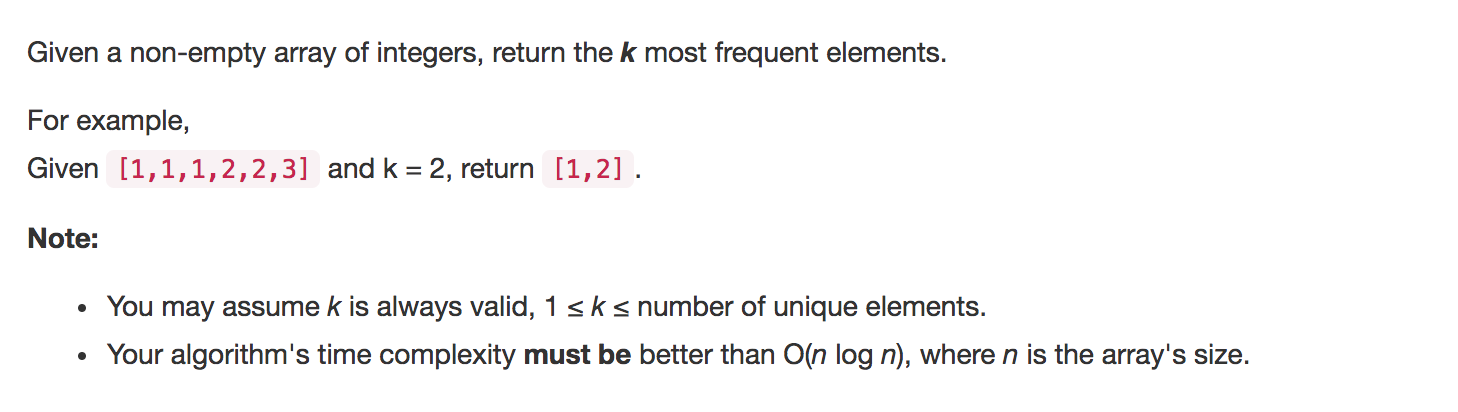 Given a non-empty array of integers, return the k most frequent elements.
For example,
Given [1,1,1,2,2,3] and k = 2, return [1,2] .
Note:
• You may assume k is always valid, 1 ≤ k ≤ number of unique elements.
• Your algorithm's time complexity must be better than O(n log n), where n is the array's size.